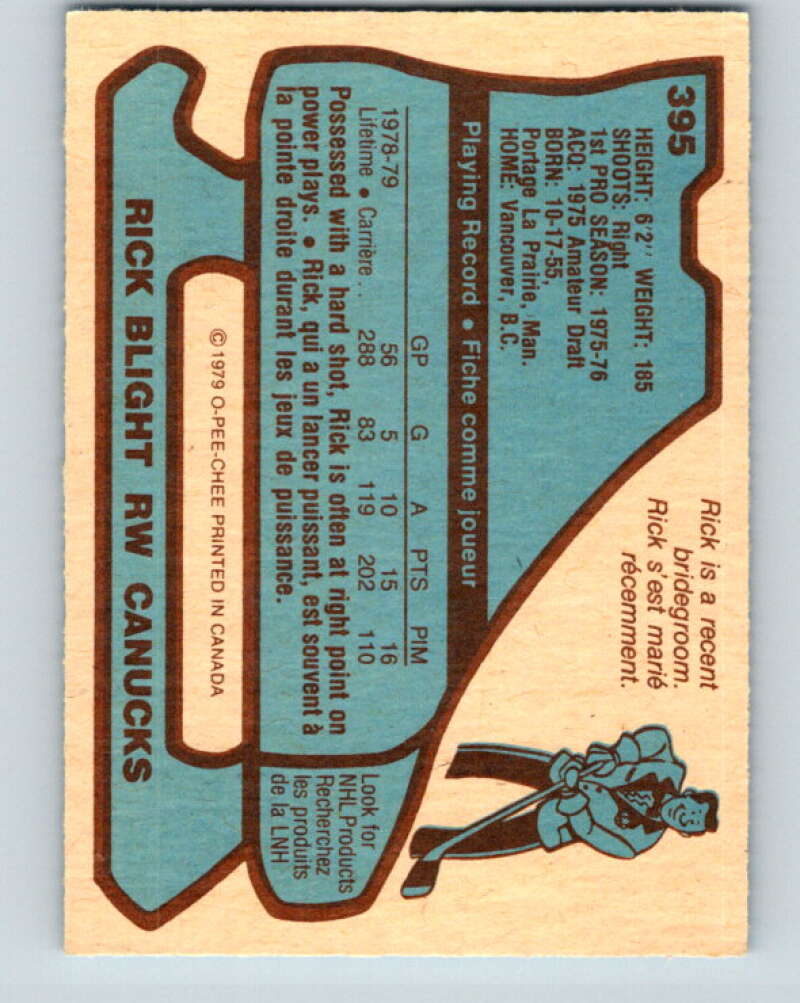 395
HEIGHT: 6'2" WEIGHT: 185
SHOOTS: Right
1st PRO SEASON: 1975-76
ACQ: 1975 Amateur Draft
BORN: 10-17-55,
Portage La Prairie, Man.
HOME: Vancouver, B.C.
Rick is a recent
bridegroom.
Rick s'est marié
récemment.
Playing Record • Fiche comme joueur
GP G A PTS PIM
1978-79 56 5 10 15 16
Lifetime • Carrière ... 288 83 119 202 110
Possessed with a hard shot, Rick is often at right point on
power plays. • Rick, qui a un lancer puissant, est souvent à
la pointe droite durant les jeux de puissance.
Look for
NHL Products
Recherchez
les produits
de la LNH
© 1979 O-PEE-CHEE PRINTED IN CANADA
RICK BLIGHT RW CANUCKS